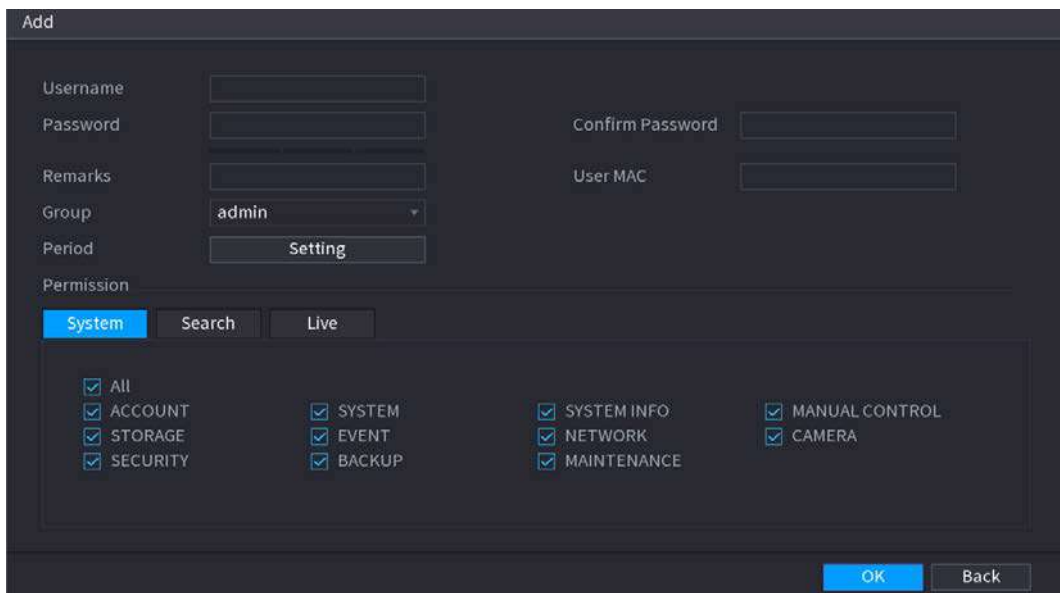 Add
Username
Password Confirm Password
Remarks User MAC
Group admin
Period Setting
Permission
System Search Live
All
ACCOUNT SYSTEM SYSTEM INFO MANUAL CONTROL
STORAGE EVENT NETWORK CAMERA
SECURITY BACKUP MAINTENANCE
OK Back